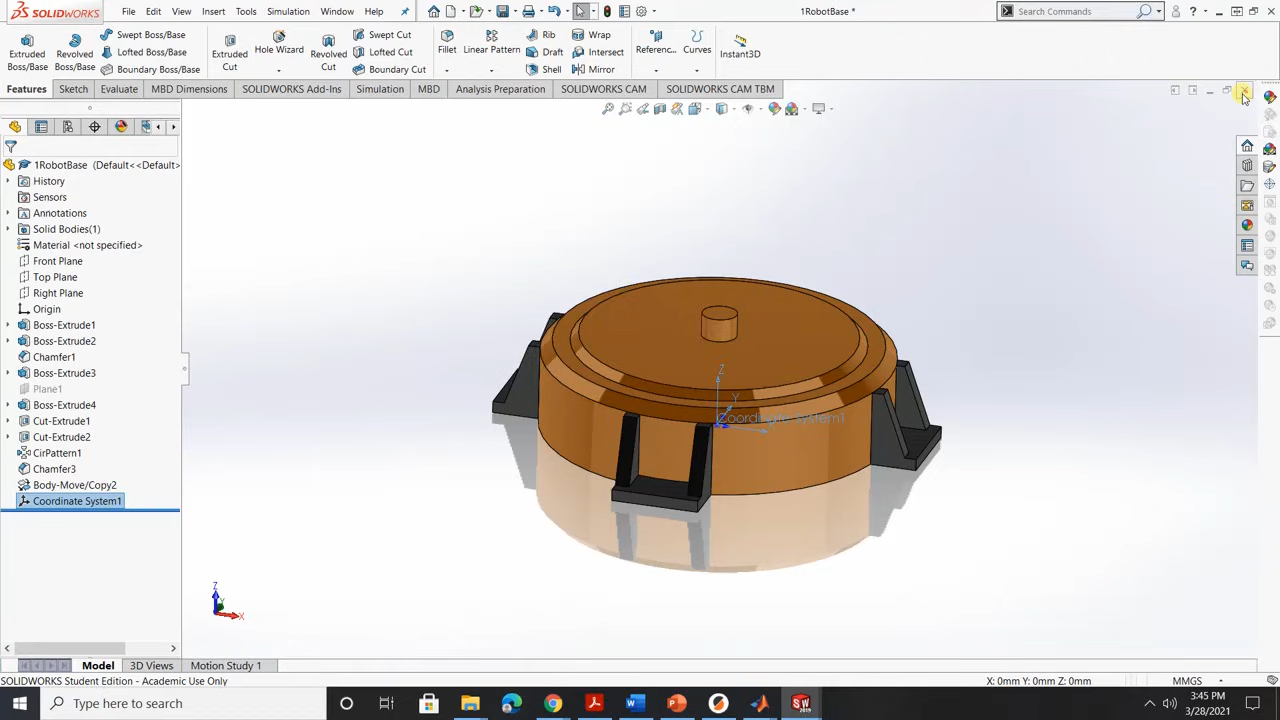 SOLIDWORKS File Edit View Insert Tools Simulation Window Help 1RobotBase * Search Commands
Extruded Boss/Base
Revolved Boss/Base
Swept Boss/Base
Lofted Boss/Base
Boundary Boss/Base
Extruded Cut
Hole Wizard
Revolved Cut
Swept Cut
Lofted Cut
Boundary Cut
Fillet
Linear Pattern
Rib
Draft
Shell
Wrap
Intersect
Mirror
Referenc...
Curves
Instant3D
Features Sketch Evaluate MBD Dimensions SOLIDWORKS Add-Ins Simulation MBD Analysis Preparation SOLIDWORKS CAM SOLIDWORKS CAM TBM
1RobotBase (Default<<Default>
History
Sensors
Annotations
Solid Bodies(1)
Material <not specified>
Front Plane
Top Plane
Right Plane
Origin
Boss-Extrude1
Boss-Extrude2
Chamfer1
Boss-Extrude3
Plane1
Boss-Extrude4
Cut-Extrude1
Cut-Extrude2
CirPattern1
Chamfer3
Body-Move/Copy2
Coordinate System1
Z
Y
Coordinate System1
Z
X
Model 3D Views Motion Study 1
SOLIDWORKS Student Edition - Academic Use Only X: 0mm Y: 0mm Z: 0mm MMGS
Type here to search
3:45 PM
3/28/2021